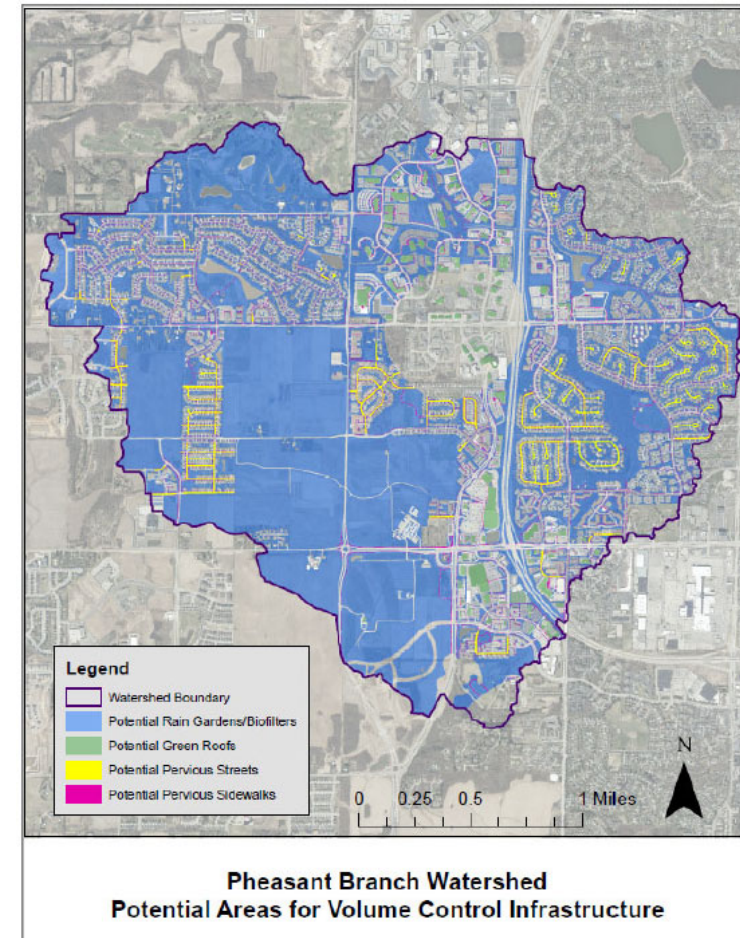 Legend
Watershed Boundary
Potential Rain Gardens/Biofilters
Potential Green Roofs
Potential Pervious Streets
Potential Pervious Sidewalks
N
0 0.25 0.5 1 Miles
Pheasant Branch Watershed
Potential Areas for Volume Control Infrastructure